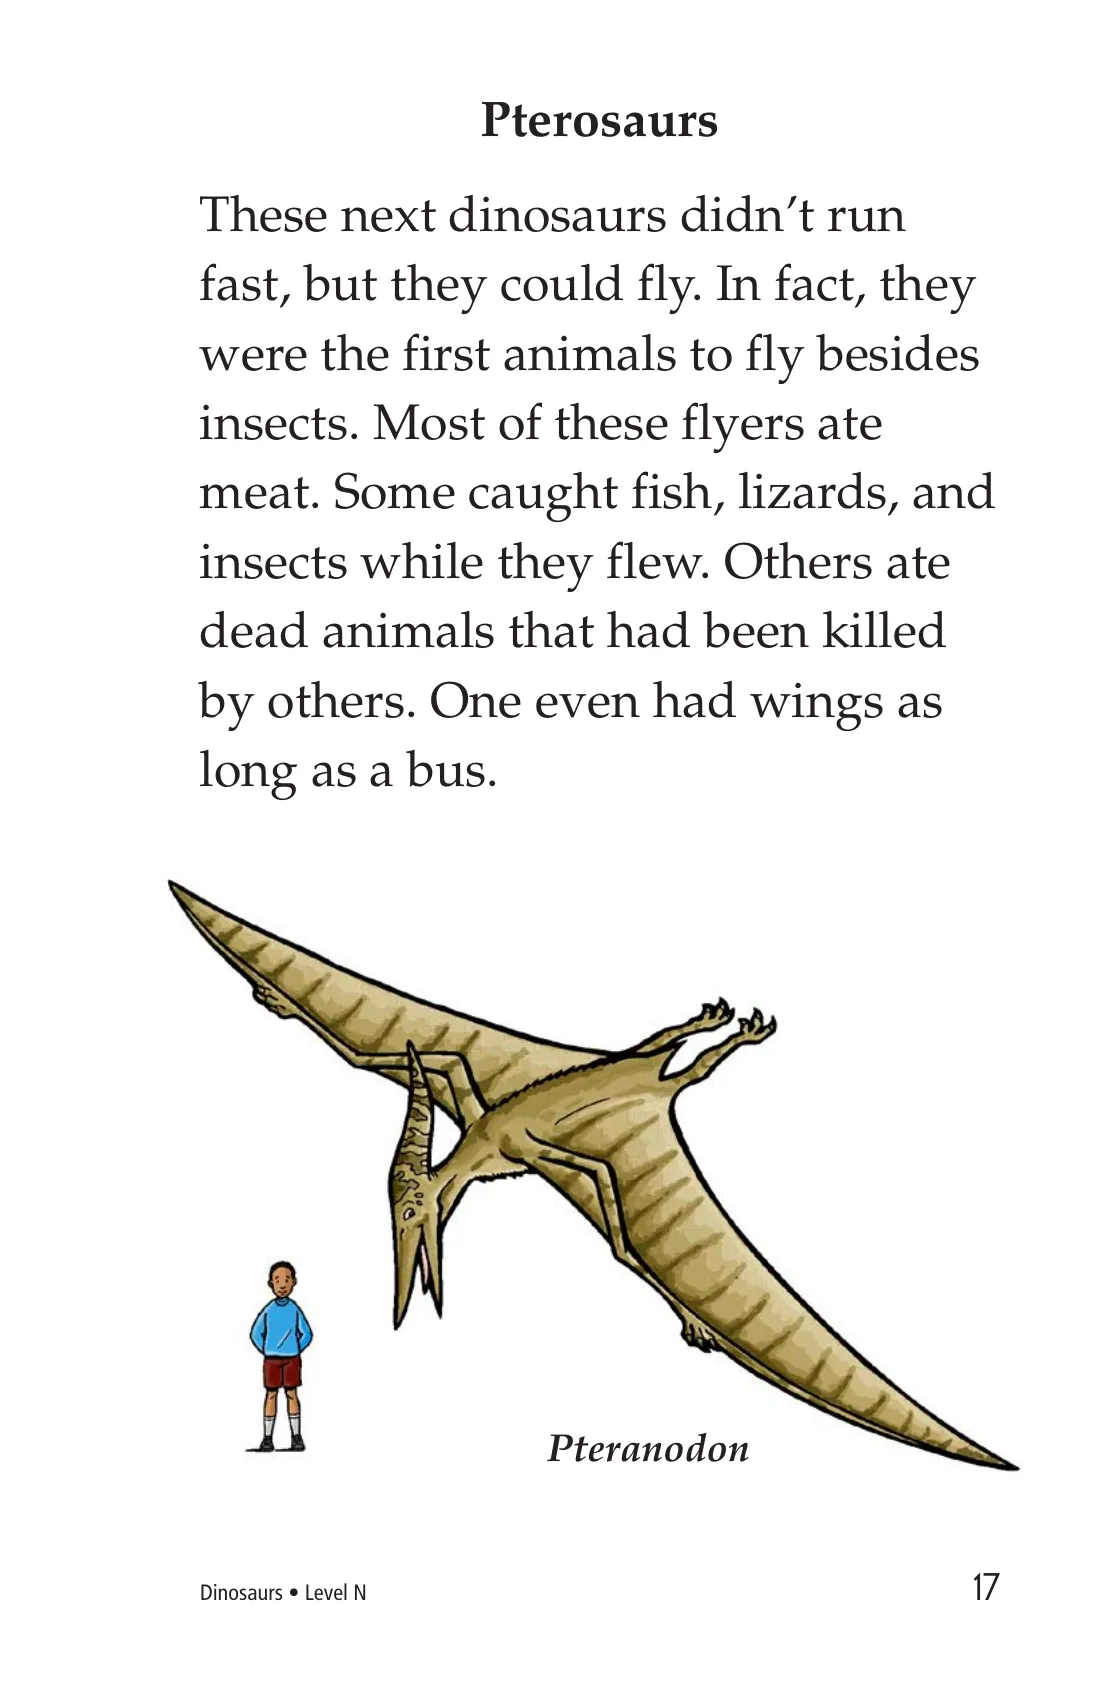 Pterosaurs
These next dinosaurs didn’t run
fast, but they could fly. In fact, they
were the first animals to fly besides
insects. Most of these flyers ate
meat. Some caught fish, lizards, and
insects while they flew. Others ate
dead animals that had been killed
by others. One even had wings as
long as a bus.
Pteranodon
Dinosaurs • Level N
17